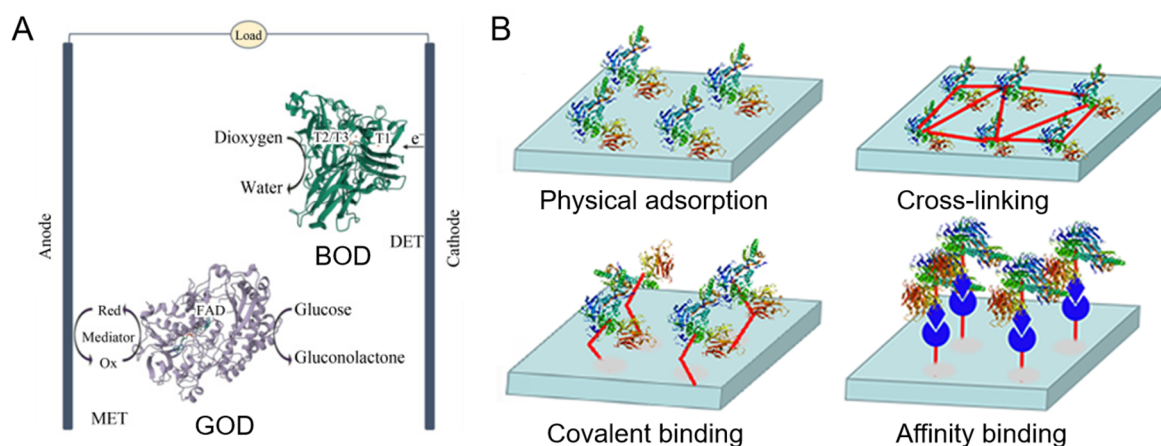 A
Load
Dioxygen
T2/T3
T1
e⁻
Water
BOD
DET
Anode
Cathode
Red
Mediator
Ox
FAD
Glucose
Gluconolactone
MET
GOD
B
Physical adsorption
Cross-linking
Covalent binding
Affinity binding